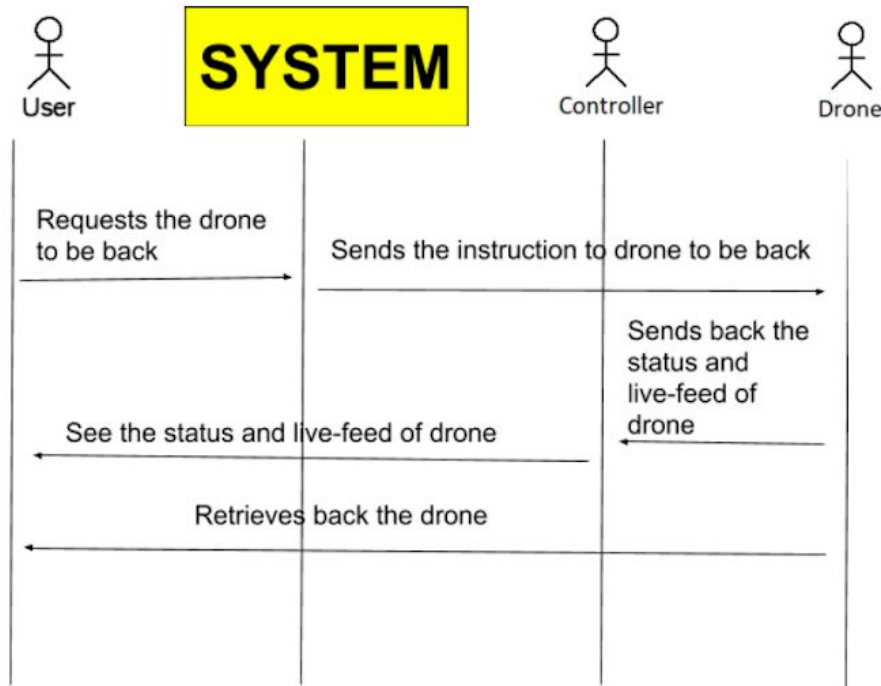 SYSTEM
User
Controller
Drone
Requests the drone
to be back
Sends the instruction to drone to be back
Sends back the
status and
live-feed of
drone
See the status and live-feed of drone
Retrieves back the drone